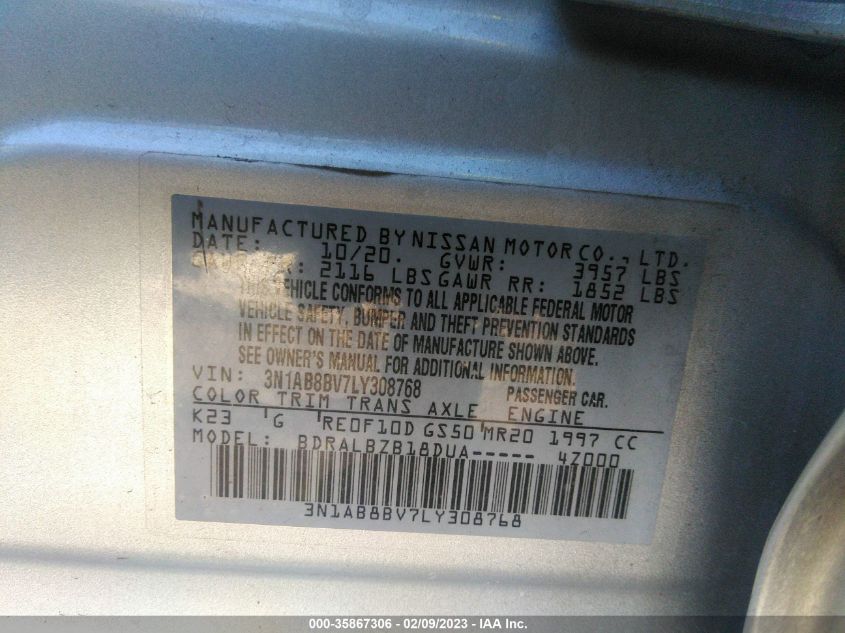 MANUFACTURED BY NISSAN MOTOR CO., LTD.
DATE: 10/20. GVWR: 3957 LBS
2116 LBS GAWR RR: 1852 LBS
THIS VEHICLE CONFORMS TO ALL APPLICABLE FEDERAL MOTOR
VEHICLE SAFETY, BUMPER AND THEFT PREVENTION STANDARDS
IN EFFECT ON THE DATE OF MANUFACTURE SHOWN ABOVE.
SEE OWNER'S MANUAL FOR ADDITIONAL INFORMATION.
VIN: 3N1AB8BV7LY308768 PASSENGER CAR.
COLOR TRIM TRANS AXLE ENGINE
K23 G RE0F10D GS50 MR20 1997 CC
MODEL: BDRALBZB18DUA----- 4Z000
3N1AB8BV7LY308768
000-35867306 - 02/09/2023 - IAA Inc.